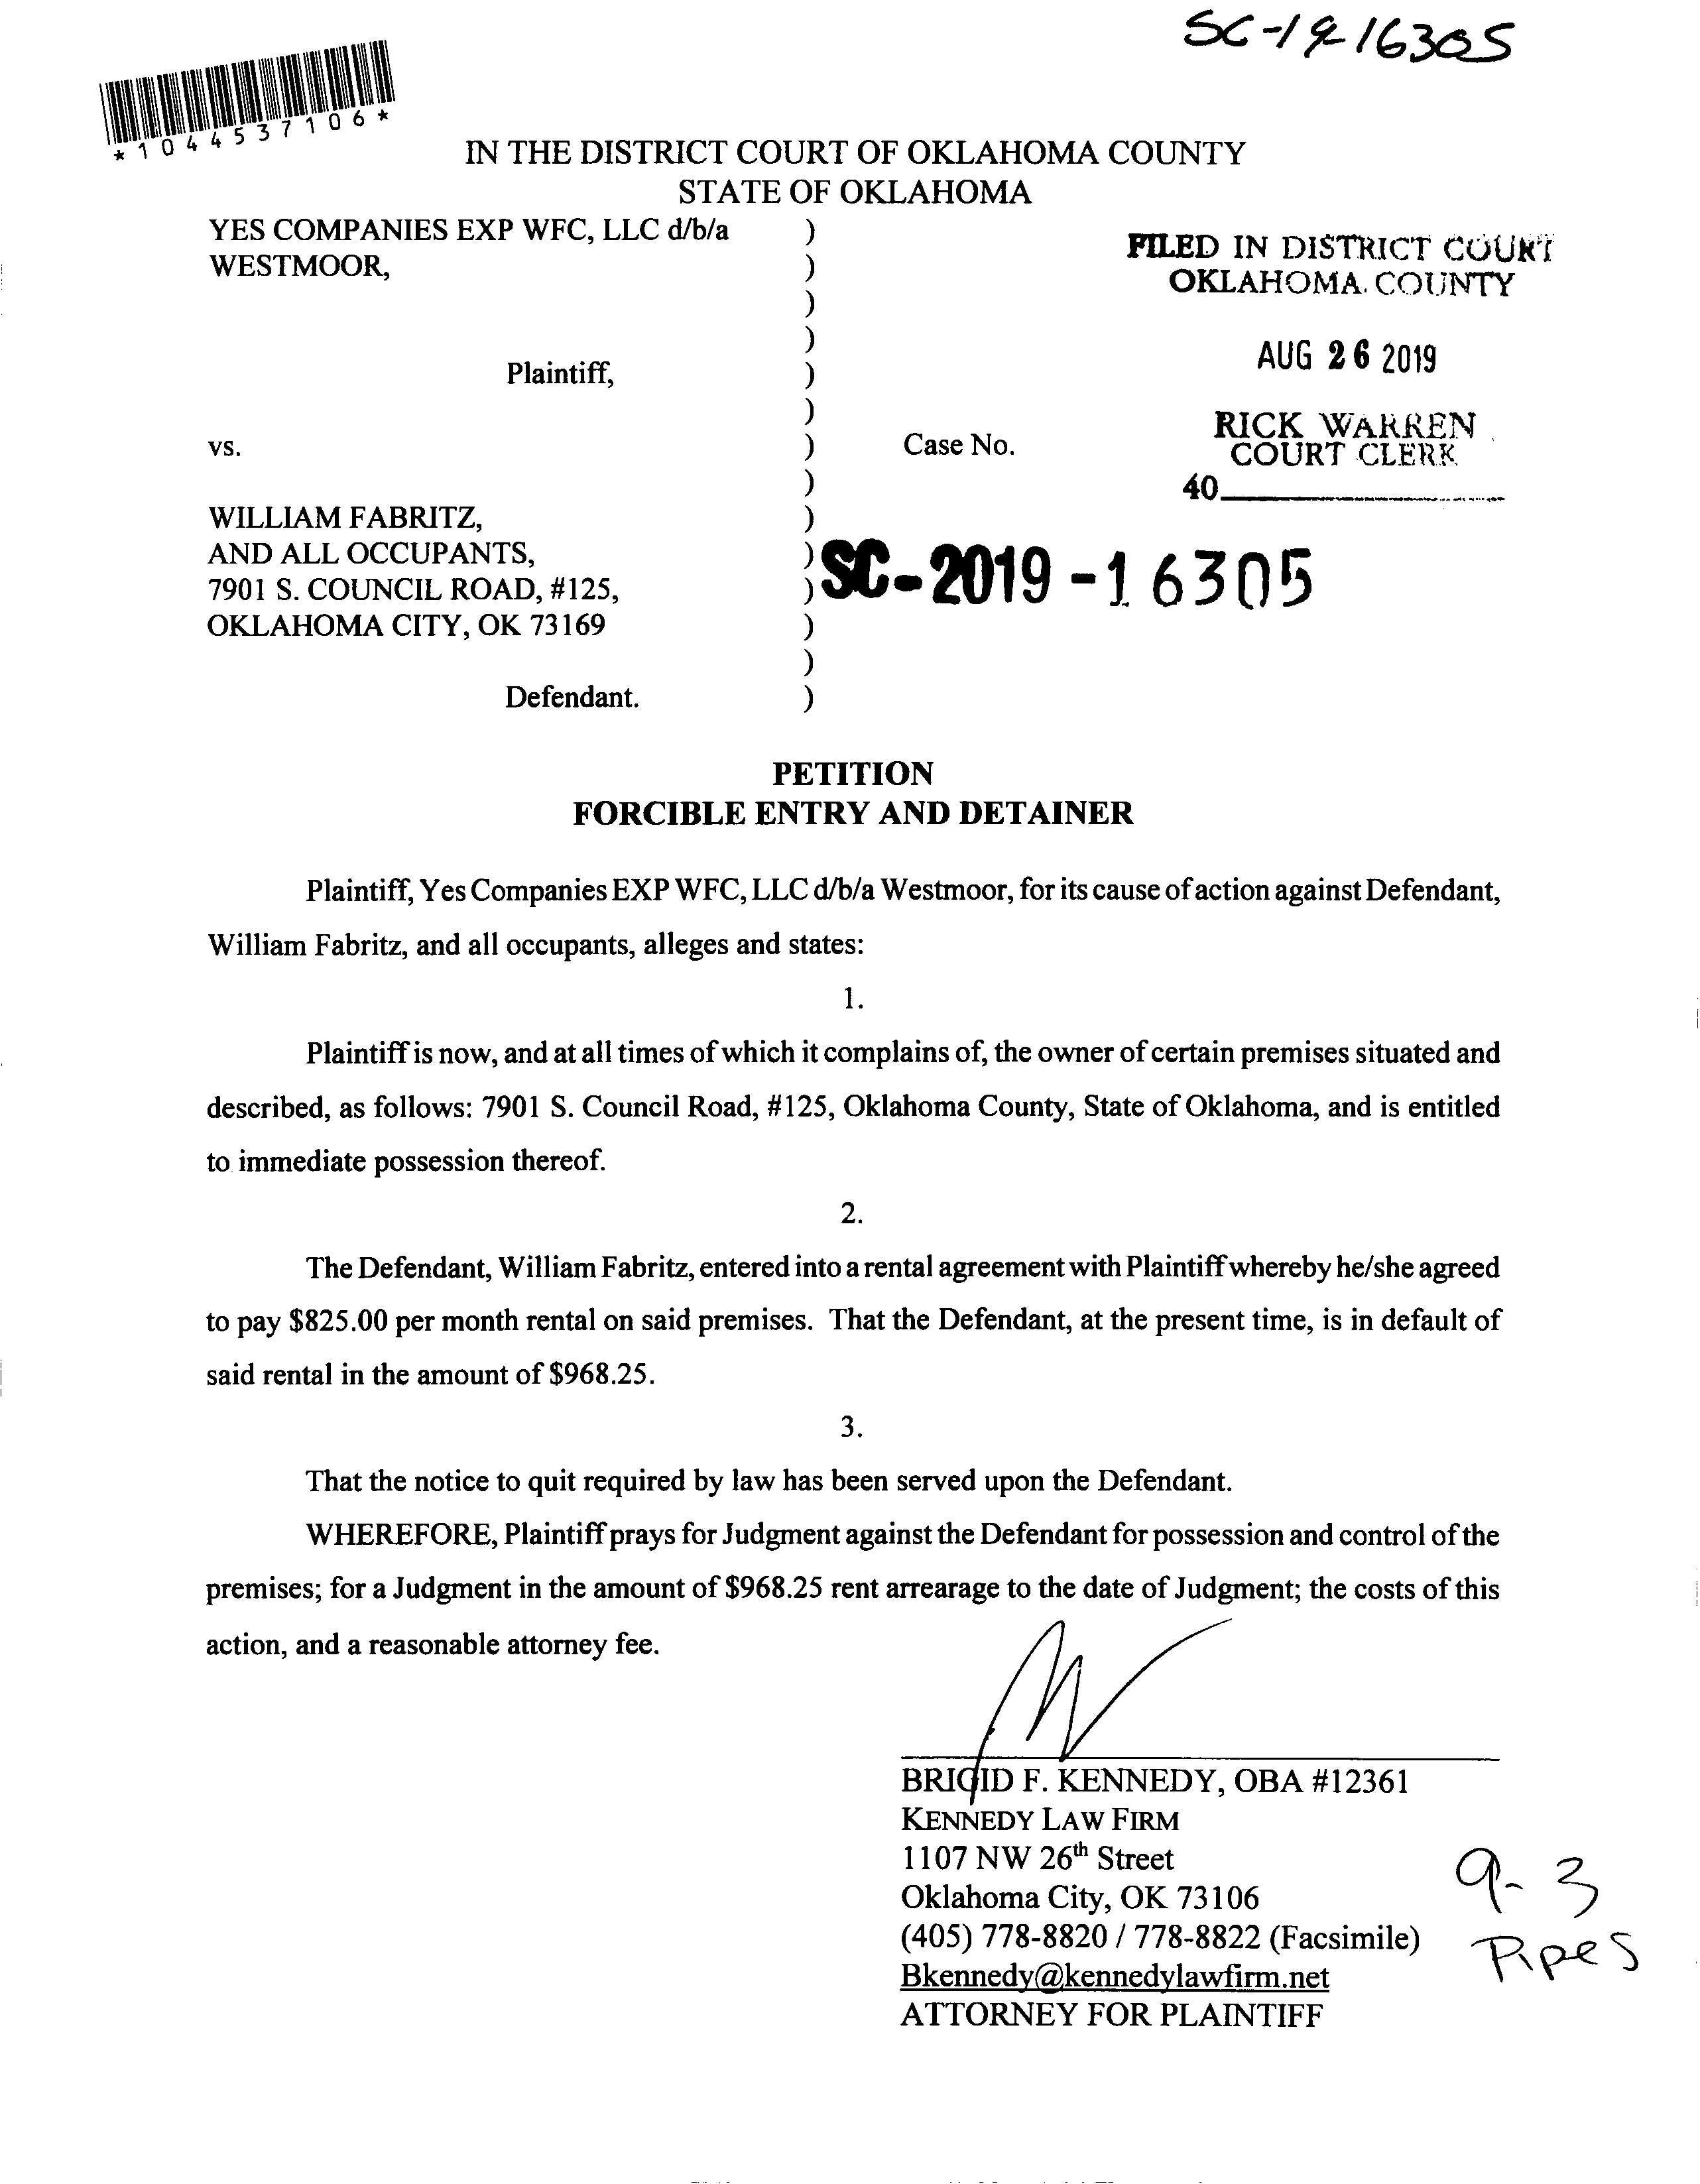 SC-19-16305
*1044537106*
IN THE DISTRICT COURT OF OKLAHOMA COUNTY
STATE OF OKLAHOMA
YES COMPANIES EXP WFC, LLC d/b/a )
WESTMOOR, )
)
)
Plaintiff, )
)
vs. ) Case No.
)
WILLIAM FABRITZ, )
AND ALL OCCUPANTS, )
7901 S. COUNCIL ROAD, #125, )
OKLAHOMA CITY, OK 73169 )
)
Defendant. )
FILED IN DISTRICT COURT
OKLAHOMA COUNTY
AUG 26 2019
RICK WARREN
COURT CLERK
40
SC-2019-16305
PETITION
FORCIBLE ENTRY AND DETAINER
Plaintiff, Yes Companies EXP WFC, LLC d/b/a Westmoor, for its cause of action against Defendant,
William Fabritz, and all occupants, alleges and states:
1.
Plaintiff is now, and at all times of which it complains of, the owner of certain premises situated and
described, as follows: 7901 S. Council Road, #125, Oklahoma County, State of Oklahoma, and is entitled
to immediate possession thereof.
2.
The Defendant, William Fabritz, entered into a rental agreement with Plaintiff whereby he/she agreed
to pay $825.00 per month rental on said premises. That the Defendant, at the present time, is in default of
said rental in the amount of $968.25.
3.
That the notice to quit required by law has been served upon the Defendant.
WHEREFORE, Plaintiff prays for Judgment against the Defendant for possession and control of the
premises; for a Judgment in the amount of $968.25 rent arrearage to the date of Judgment; the costs of this
action, and a reasonable attorney fee.
BRIGID F. KENNEDY, OBA #12361
KENNEDY LAW FIRM
1107 NW 26th Street
Oklahoma City, OK 73106
(405) 778-8820 / 778-8822 (Facsimile)
Bkennedy@kennedylawfirm.net
ATTORNEY FOR PLAINTIFF
9-3
Pipes